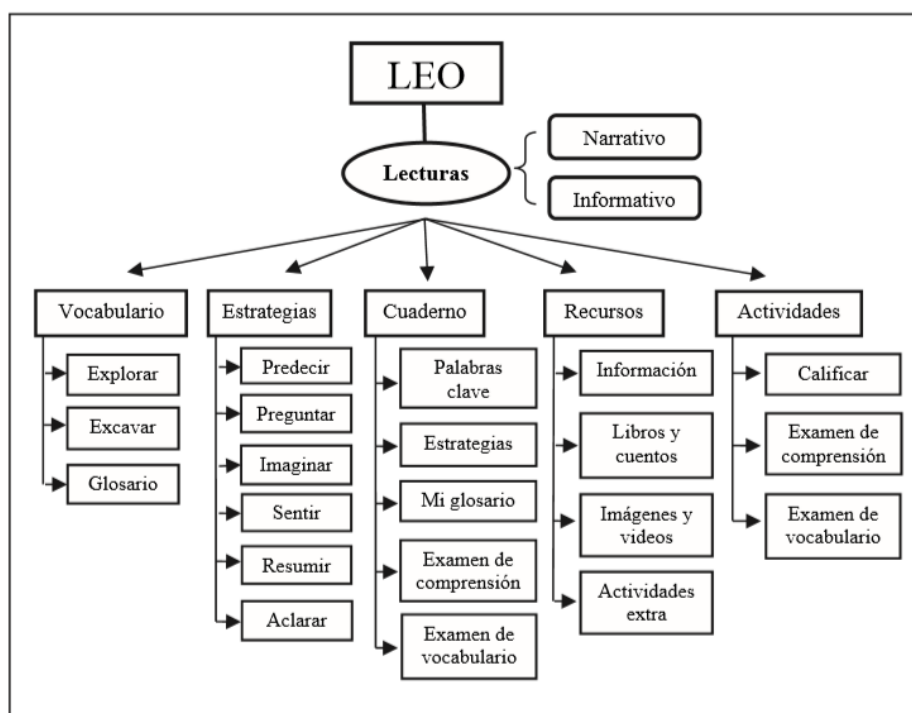 LEO
Lecturas
Narrativo
Informativo
Vocabulario
Explorar
Excavar
Glosario
Estrategias
Predecir
Preguntar
Imaginar
Sentir
Resumir
Aclarar
Cuaderno
Palabras
clave
Estrategias
Mi glosario
Examen de
comprensión
Examen de
vocabulario
Recursos
Información
Libros y
cuentos
Imágenes y
videos
Actividades
extra
Actividades
Calificar
Examen de
comprensión
Examen de
vocabulario